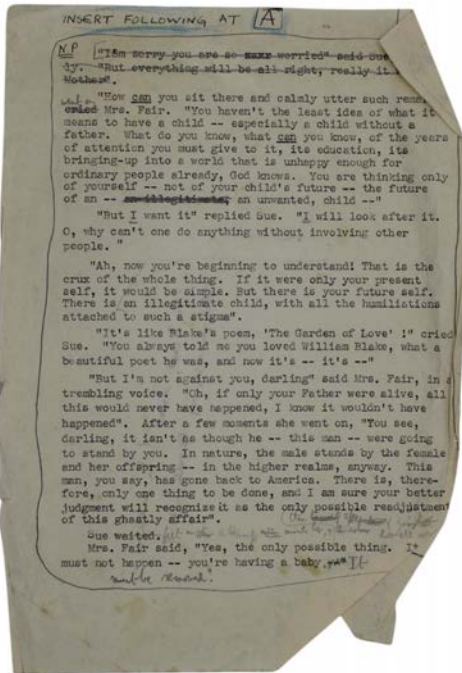 INSERT FOLLOWING AT A
N.P. "I am sorry you are so worried" said Sue
ly. "But everything will be all right, really it
Mother".
"How can you sit there and calmly utter such
cried Mrs. Fair. "You haven't the least idea of what it
means to have a child -- especially a child without a
father. What do you know, what can you know, of the years
of attention you must give to it, its education, its
bringing-up into a world that is unhappy enough for
ordinary people already, God knows. You are thinking only
of yourself -- not of your child's future -- the future
of an -- an illegitimate, an unwanted, child --"
"But I want it" replied Sue. "I will look after it.
O, why can't one do anything without involving other
people. "
"Ah, now you're beginning to understand! That is the
crux of the whole thing. If it were only your present
self, it would be simple. But there is your future self.
There is an illegitimate child, with all the humiliations
attached to such a stigma".
"It's like Blake's poem, 'The Garden of Love' !" cried
Sue. "You always told me you loved William Blake, what a
beautiful poet he was, and now it's -- it's --"
"But I'm not against you, darling" said Mrs. Fair, in a
trembling voice. "Oh, if only your Father were alive, all
this would never have happened, I know it wouldn't have
happened". After a few moments she went on, "You see,
darling, it isn't as though he -- this man -- were going
to stand by you. In nature, the male stands by the female
and her offspring -- in the higher realms, anyway. This
man, you say, has gone back to America. There is, there-
fore, only one thing to be done, and I am sure your better
judgment will recognize it as the only possible readjustment
of this ghastly affair".
Sue waited.
Mrs. Fair said, "Yes, the only possible thing. It
must not happen -- you're having a baby. It
must be removed."